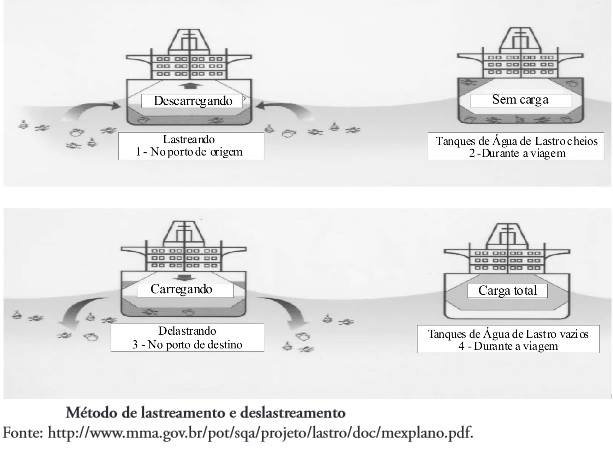 Descarregando
Sem carga
Lastreando
1 - No porto de origem
Tanques de Água de Lastro cheios
2 -Durante a viagem
Carregando
Carga total
Delastrando
3 - No porto de destino
Tanques de Água de Lastro vazios
4 - Durante a viagem
Método de lastreamento e deslastreamento
Fonte: http://www.mma.gov.br/pot/sqa/projeto/lastro/doc/mexplano.pdf.